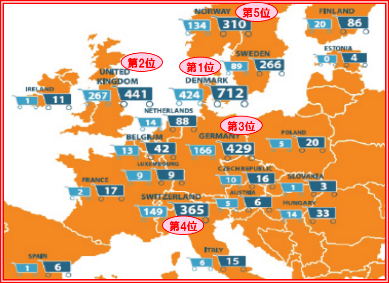 NORWAY 第5位
134 310
FINLAND
20 86
SWEDEN
89 266
ESTONIA
0 4
第2位
UNITED
KINGDOM
267 441
第1位
DENMARK
424 712
IRELAND
1 11
NETHERLANDS
14 88
BELGIUM
13 42
第3位
GERMANY
166 429
POLAND
5 20
LUXEMBOURG
9 9
CZECH REPUBLIC
10 16
SLOVAKIA
1 3
FRANCE
2 17
SWITZERLAND
149 365
第4位
AUSTRIA
5 6
HUNGARY
14 33
SPAIN
1 6
ITALY
6 15